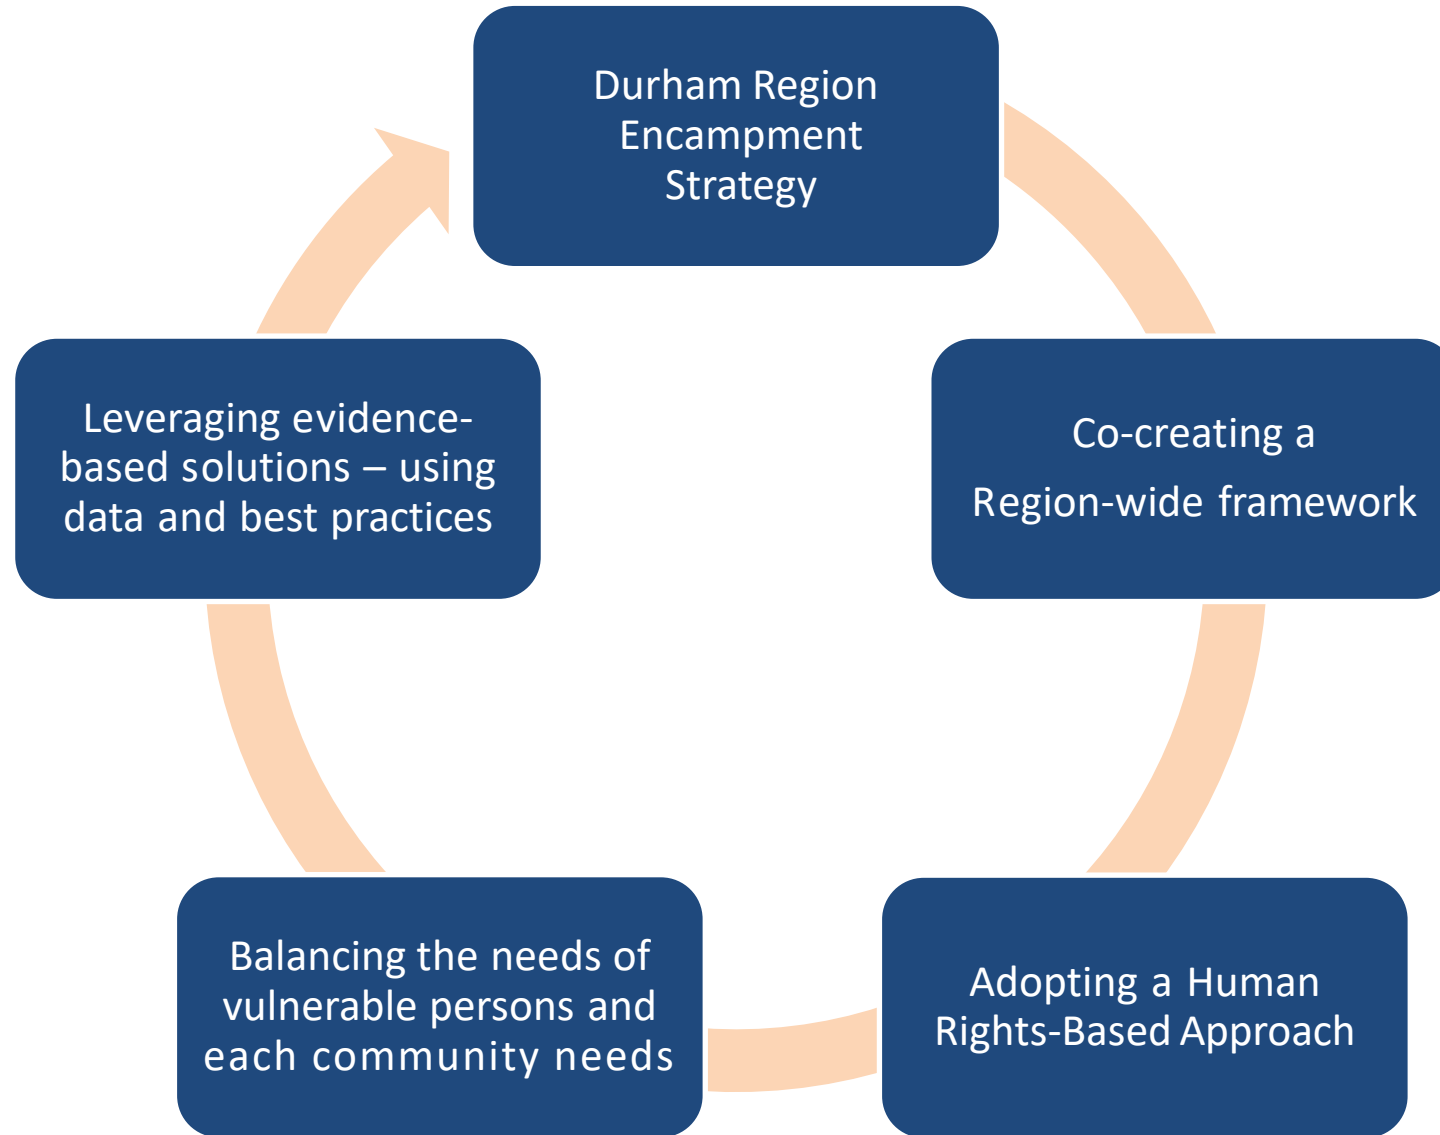 Durham Region
Encampment
Strategy
Co-creating a
Region-wide framework
Adopting a Human
Rights-Based Approach
Balancing the needs of
vulnerable persons and
each community needs
Leveraging evidence-
based solutions – using
data and best practices